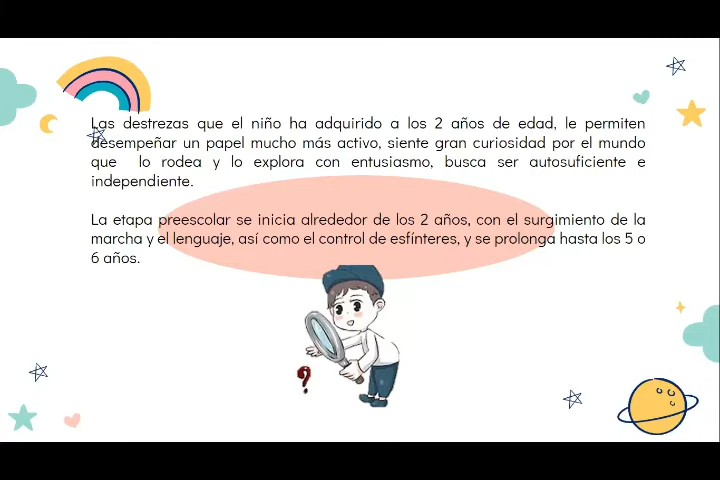 Las destrezas que el niño ha adquirido a los 2 años de edad, le permiten
desempeñar un papel mucho más activo, siente gran curiosidad por el mundo
que lo rodea y lo explora con entusiasmo, busca ser autosuficiente e
independiente.
La etapa preescolar se inicia alrededor de los 2 años, con el surgimiento de la
marcha y el lenguaje, así como el control de esfínteres, y se prolonga hasta los 5 o
6 años.
?